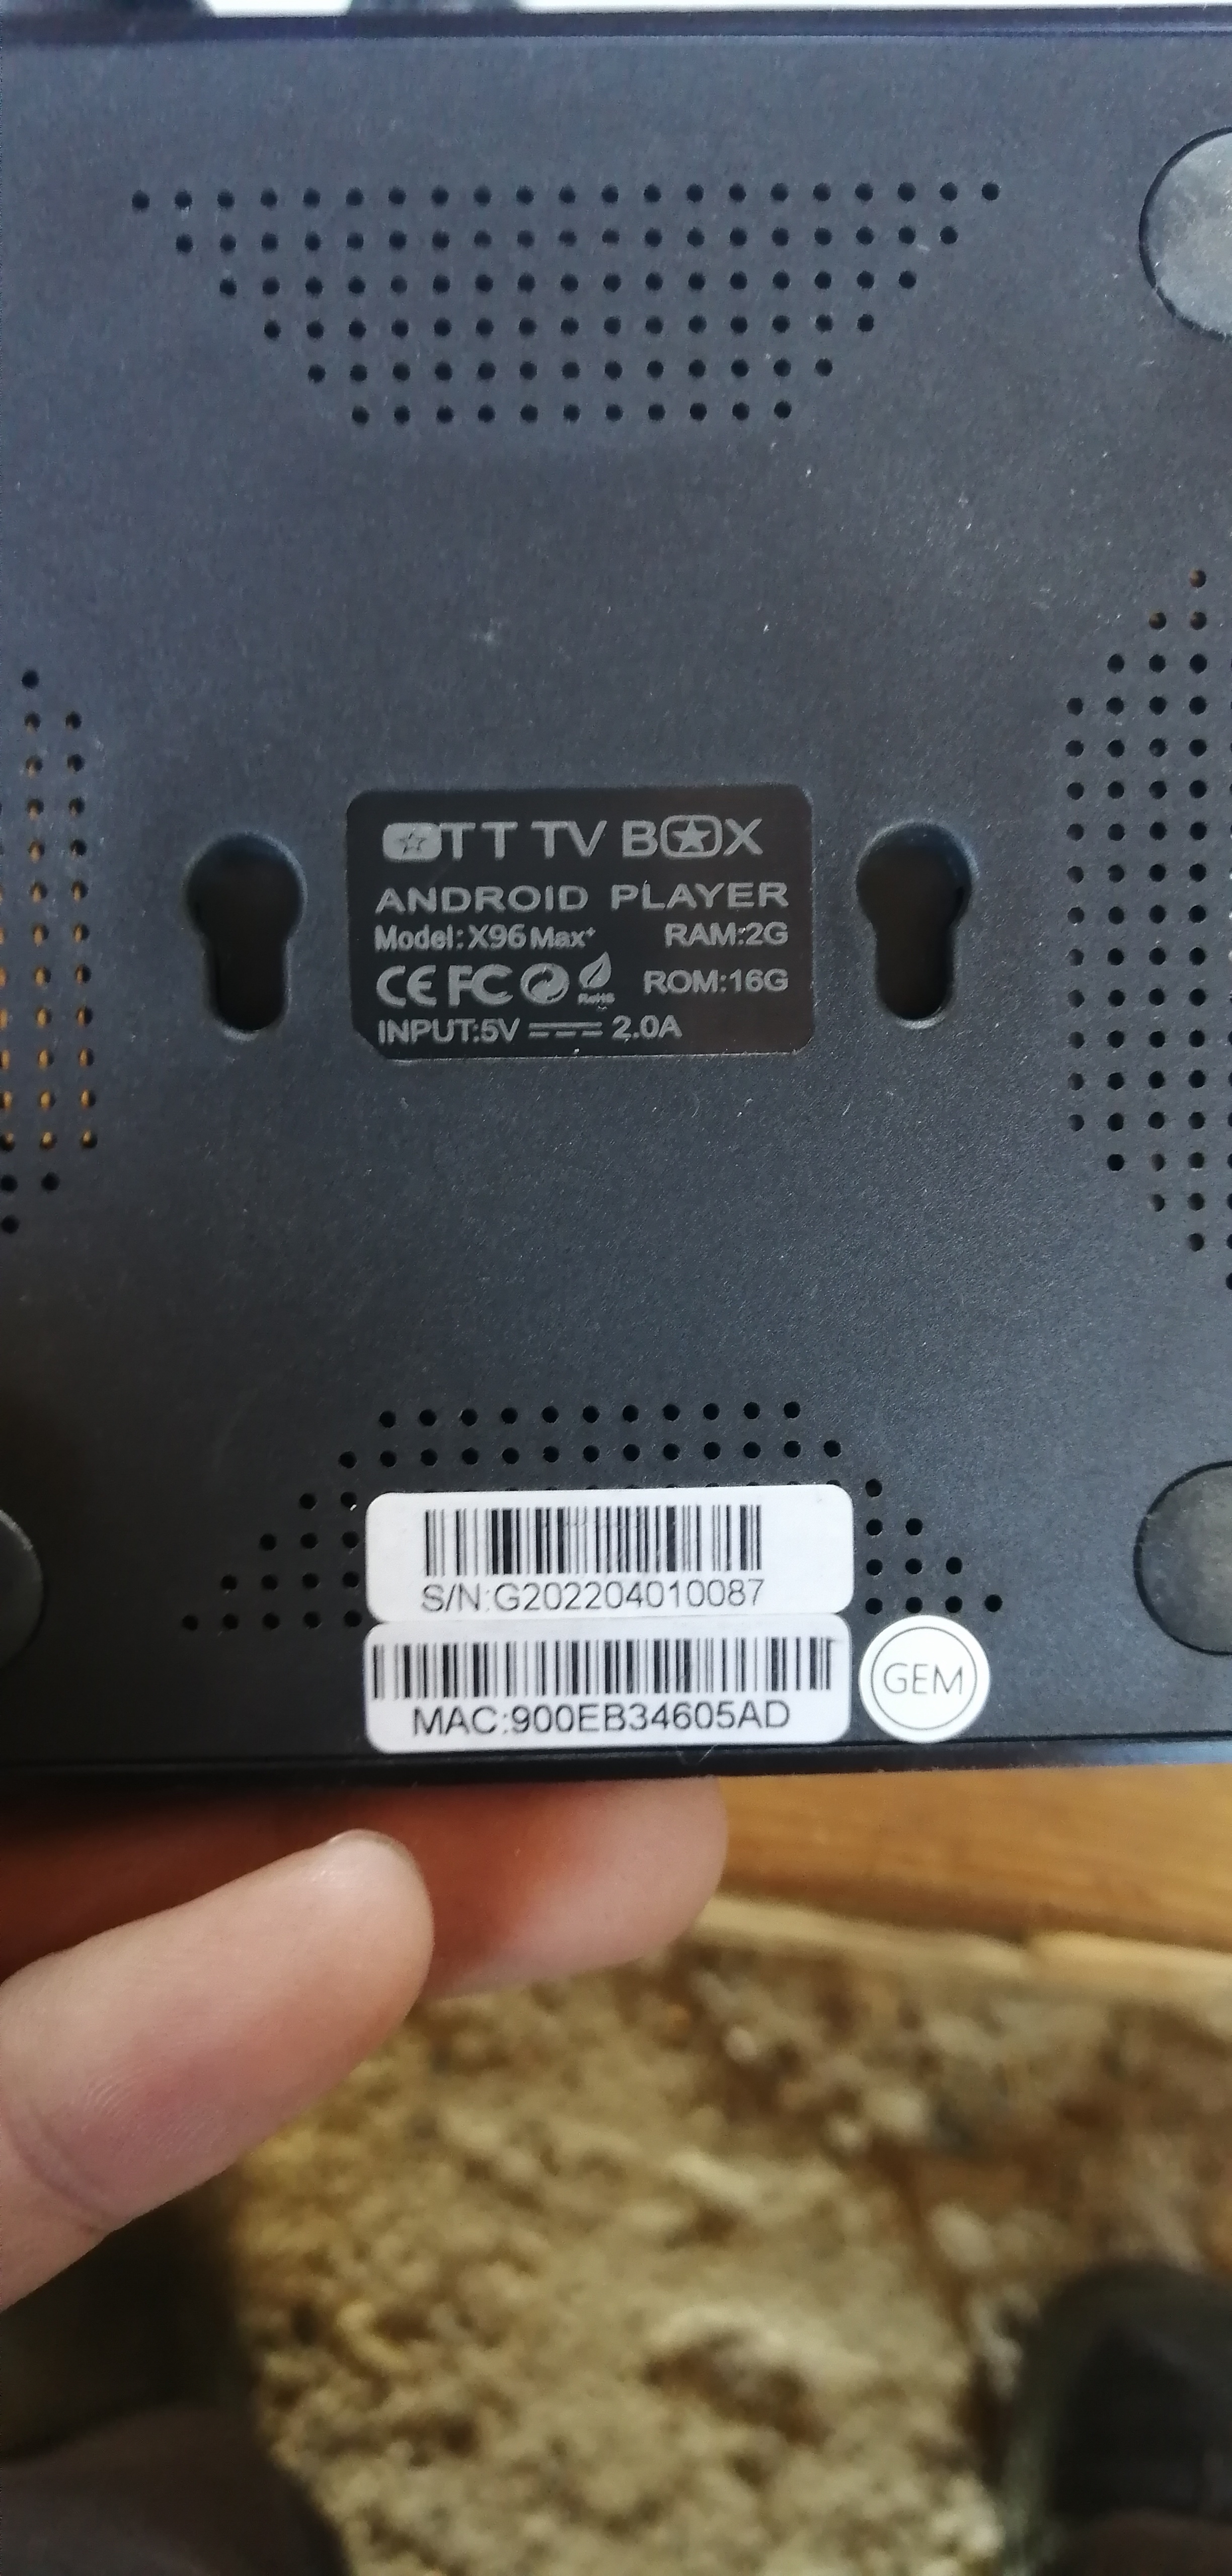 OTT TV BOX
ANDROID PLAYER
Model:X96 Max+ RAM:2G
CE FC RoHS ROM:16G
INPUT:5V 2.0A
S/N:G202204010087
MAC:900EB34605AD
GEM